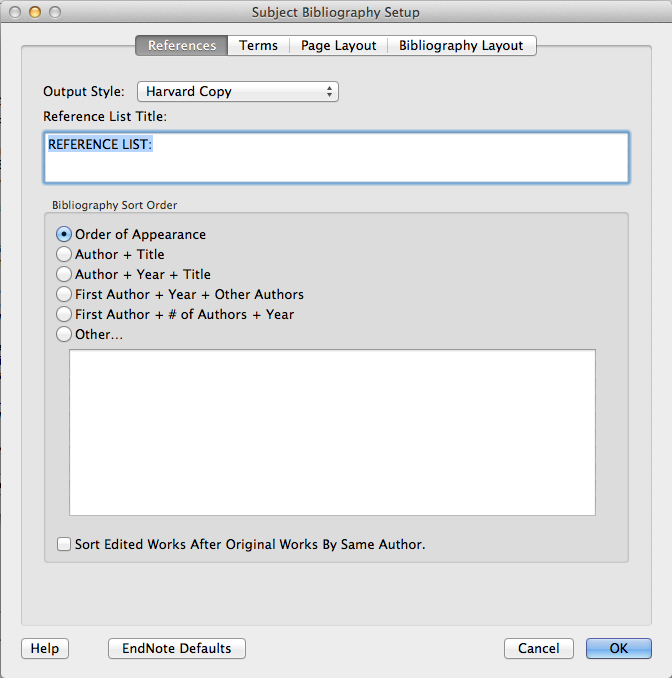 Subject Bibliography Setup
References Terms Page Layout Bibliography Layout
Output Style: Harvard Copy
Reference List Title:
REFERENCE LIST:
Bibliography Sort Order
Order of Appearance
Author + Title
Author + Year + Title
First Author + Year + Other Authors
First Author + # of Authors + Year
Other...
Sort Edited Works After Original Works By Same Author.
Help EndNote Defaults Cancel OK